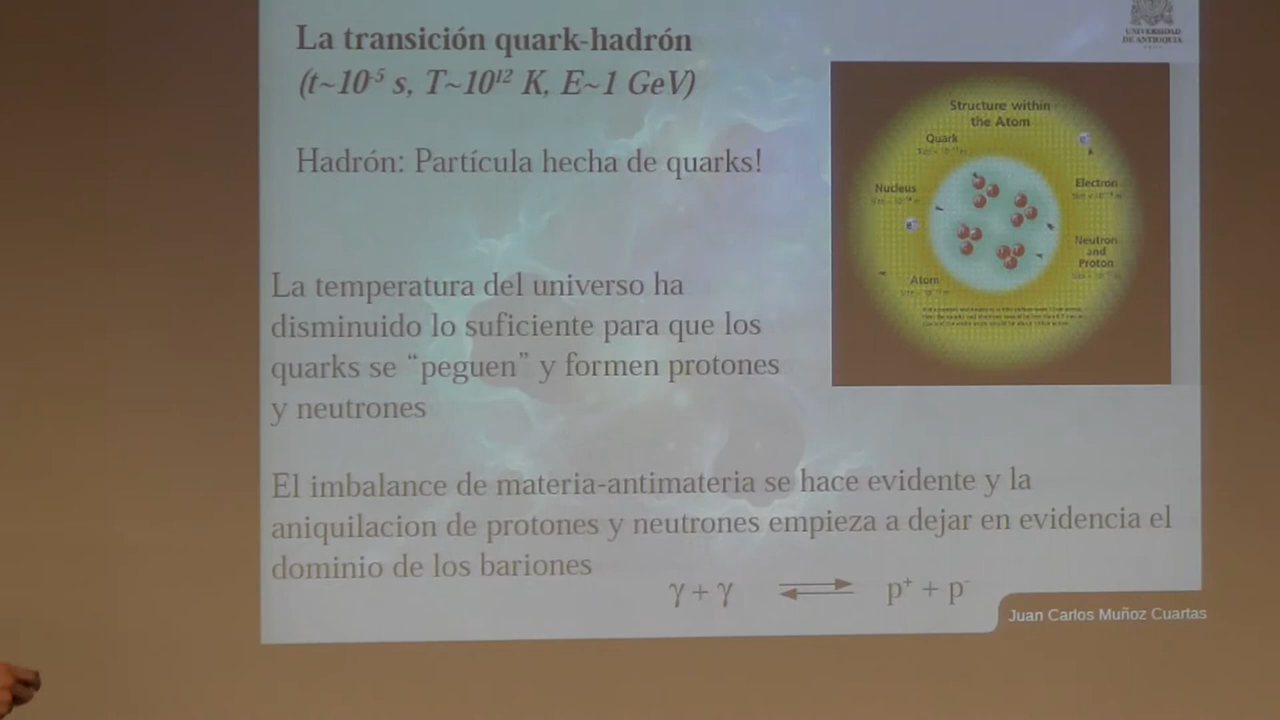 La transición quark-hadrón
(t~10⁻⁵ s, T~10¹² K, E~1 GeV)
UNIVERSIDAD
DE ANTIOQUIA
Hadrón: Partícula hecha de quarks!
Structure within
the Atom
Quark
Nucleus
e⁻
Electron
e⁻
Neutron
and
Proton
Atom
La temperatura del universo ha
disminuido lo suficiente para que los
quarks se “peguen” y formen protones
y neutrones
El imbalance de materia-antimateria se hace evidente y la
aniquilacion de protones y neutrones empieza a dejar en evidencia el
dominio de los bariones
γ + γ ⇌ p⁺ + p⁻
Juan Carlos Muñoz Cuartas